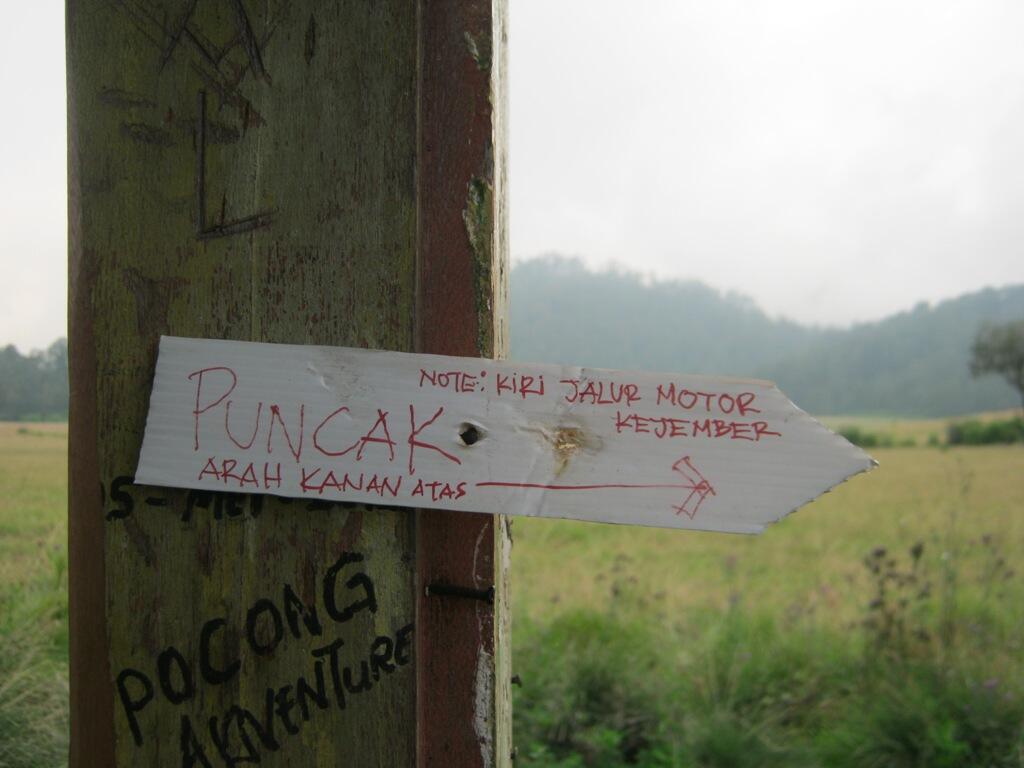 L
PUNCAK
NOTE: KIRI JALUR MOTOR
KEJEMBER
ARAH KANAN ATAS
POCONG
ADVENTURE